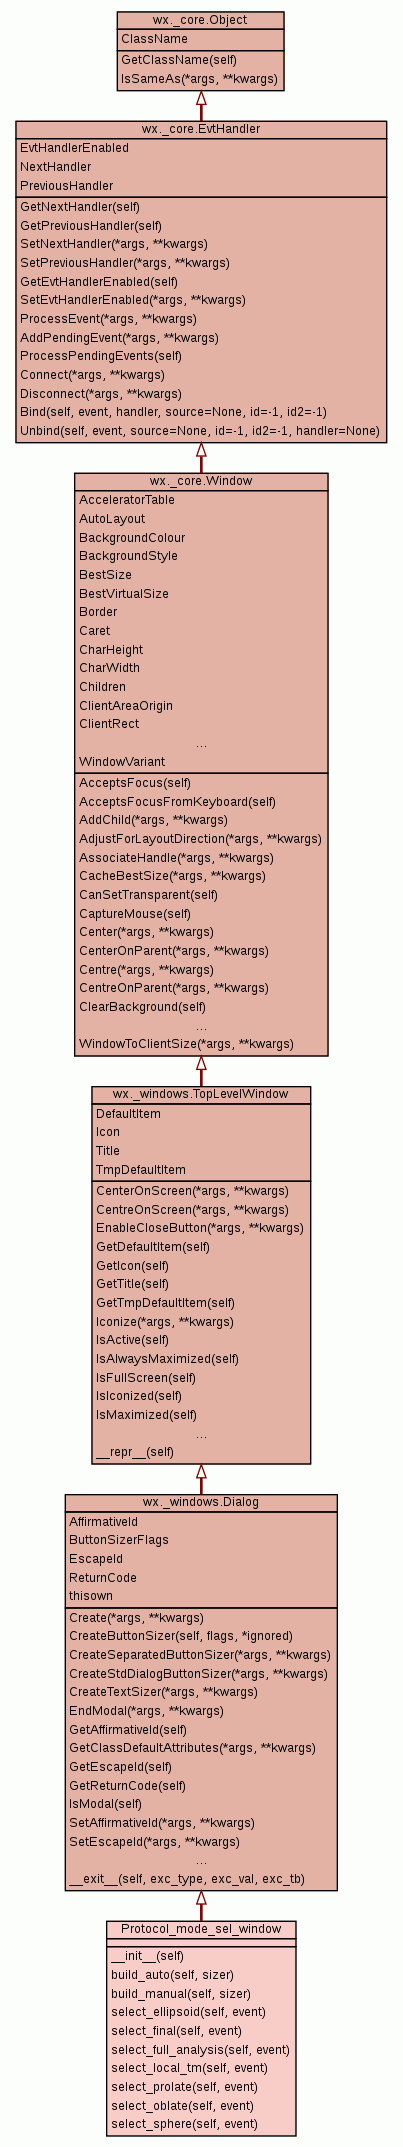 wx._core.Object
ClassName
GetClassName(self)
IsSameAs(*args, **kwargs)
wx._core.EvtHandler
EvtHandlerEnabled
NextHandler
PreviousHandler
GetNextHandler(self)
GetPreviousHandler(self)
SetNextHandler(*args, **kwargs)
SetPreviousHandler(*args, **kwargs)
GetEvtHandlerEnabled(self)
SetEvtHandlerEnabled(*args, **kwargs)
ProcessEvent(*args, **kwargs)
AddPendingEvent(*args, **kwargs)
ProcessPendingEvents(self)
Connect(*args, **kwargs)
Disconnect(*args, **kwargs)
Bind(self, event, handler, source=None, id=-1, id2=-1)
Unbind(self, event, source=None, id=-1, id2=-1, handler=None)
wx._core.Window
AcceleratorTable
AutoLayout
BackgroundColour
BackgroundStyle
BestSize
BestVirtualSize
Border
Caret
CharHeight
CharWidth
Children
ClientAreaOrigin
ClientRect
...
WindowVariant
AcceptsFocus(self)
AcceptsFocusFromKeyboard(self)
AddChild(*args, **kwargs)
AdjustForLayoutDirection(*args, **kwargs)
AssociateHandle(*args, **kwargs)
CacheBestSize(*args, **kwargs)
CanSetTransparent(self)
CaptureMouse(self)
Center(*args, **kwargs)
CenterOnParent(*args, **kwargs)
Centre(*args, **kwargs)
CentreOnParent(*args, **kwargs)
ClearBackground(self)
...
WindowToClientSize(*args, **kwargs)
wx._windows.TopLevelWindow
DefaultItem
Icon
Title
TmpDefaultItem
CenterOnScreen(*args, **kwargs)
CentreOnScreen(*args, **kwargs)
EnableCloseButton(*args, **kwargs)
GetDefaultItem(self)
GetIcon(self)
GetTitle(self)
GetTmpDefaultItem(self)
Iconize(*args, **kwargs)
IsActive(self)
IsAlwaysMaximized(self)
IsFullScreen(self)
IsIconized(self)
IsMaximized(self)
...
__repr__(self)
wx._windows.Dialog
AffirmativeId
ButtonSizerFlags
EscapeId
ReturnCode
thisown
Create(*args, **kwargs)
CreateButtonSizer(self, flags, *ignored)
CreateSeparatedButtonSizer(*args, **kwargs)
CreateStdDialogButtonSizer(*args, **kwargs)
CreateTextSizer(*args, **kwargs)
EndModal(*args, **kwargs)
GetAffirmativeId(self)
GetClassDefaultAttributes(*args, **kwargs)
GetEscapeId(self)
GetReturnCode(self)
IsModal(self)
SetAffirmativeId(*args, **kwargs)
SetEscapeId(*args, **kwargs)
...
__exit__(self, exc_type, exc_val, exc_tb)
Protocol_mode_sel_window
__init__(self)
build_auto(self, sizer)
build_manual(self, sizer)
select_ellipsoid(self, event)
select_final(self, event)
select_full_analysis(self, event)
select_local_tm(self, event)
select_prolate(self, event)
select_oblate(self, event)
select_sphere(self, event)